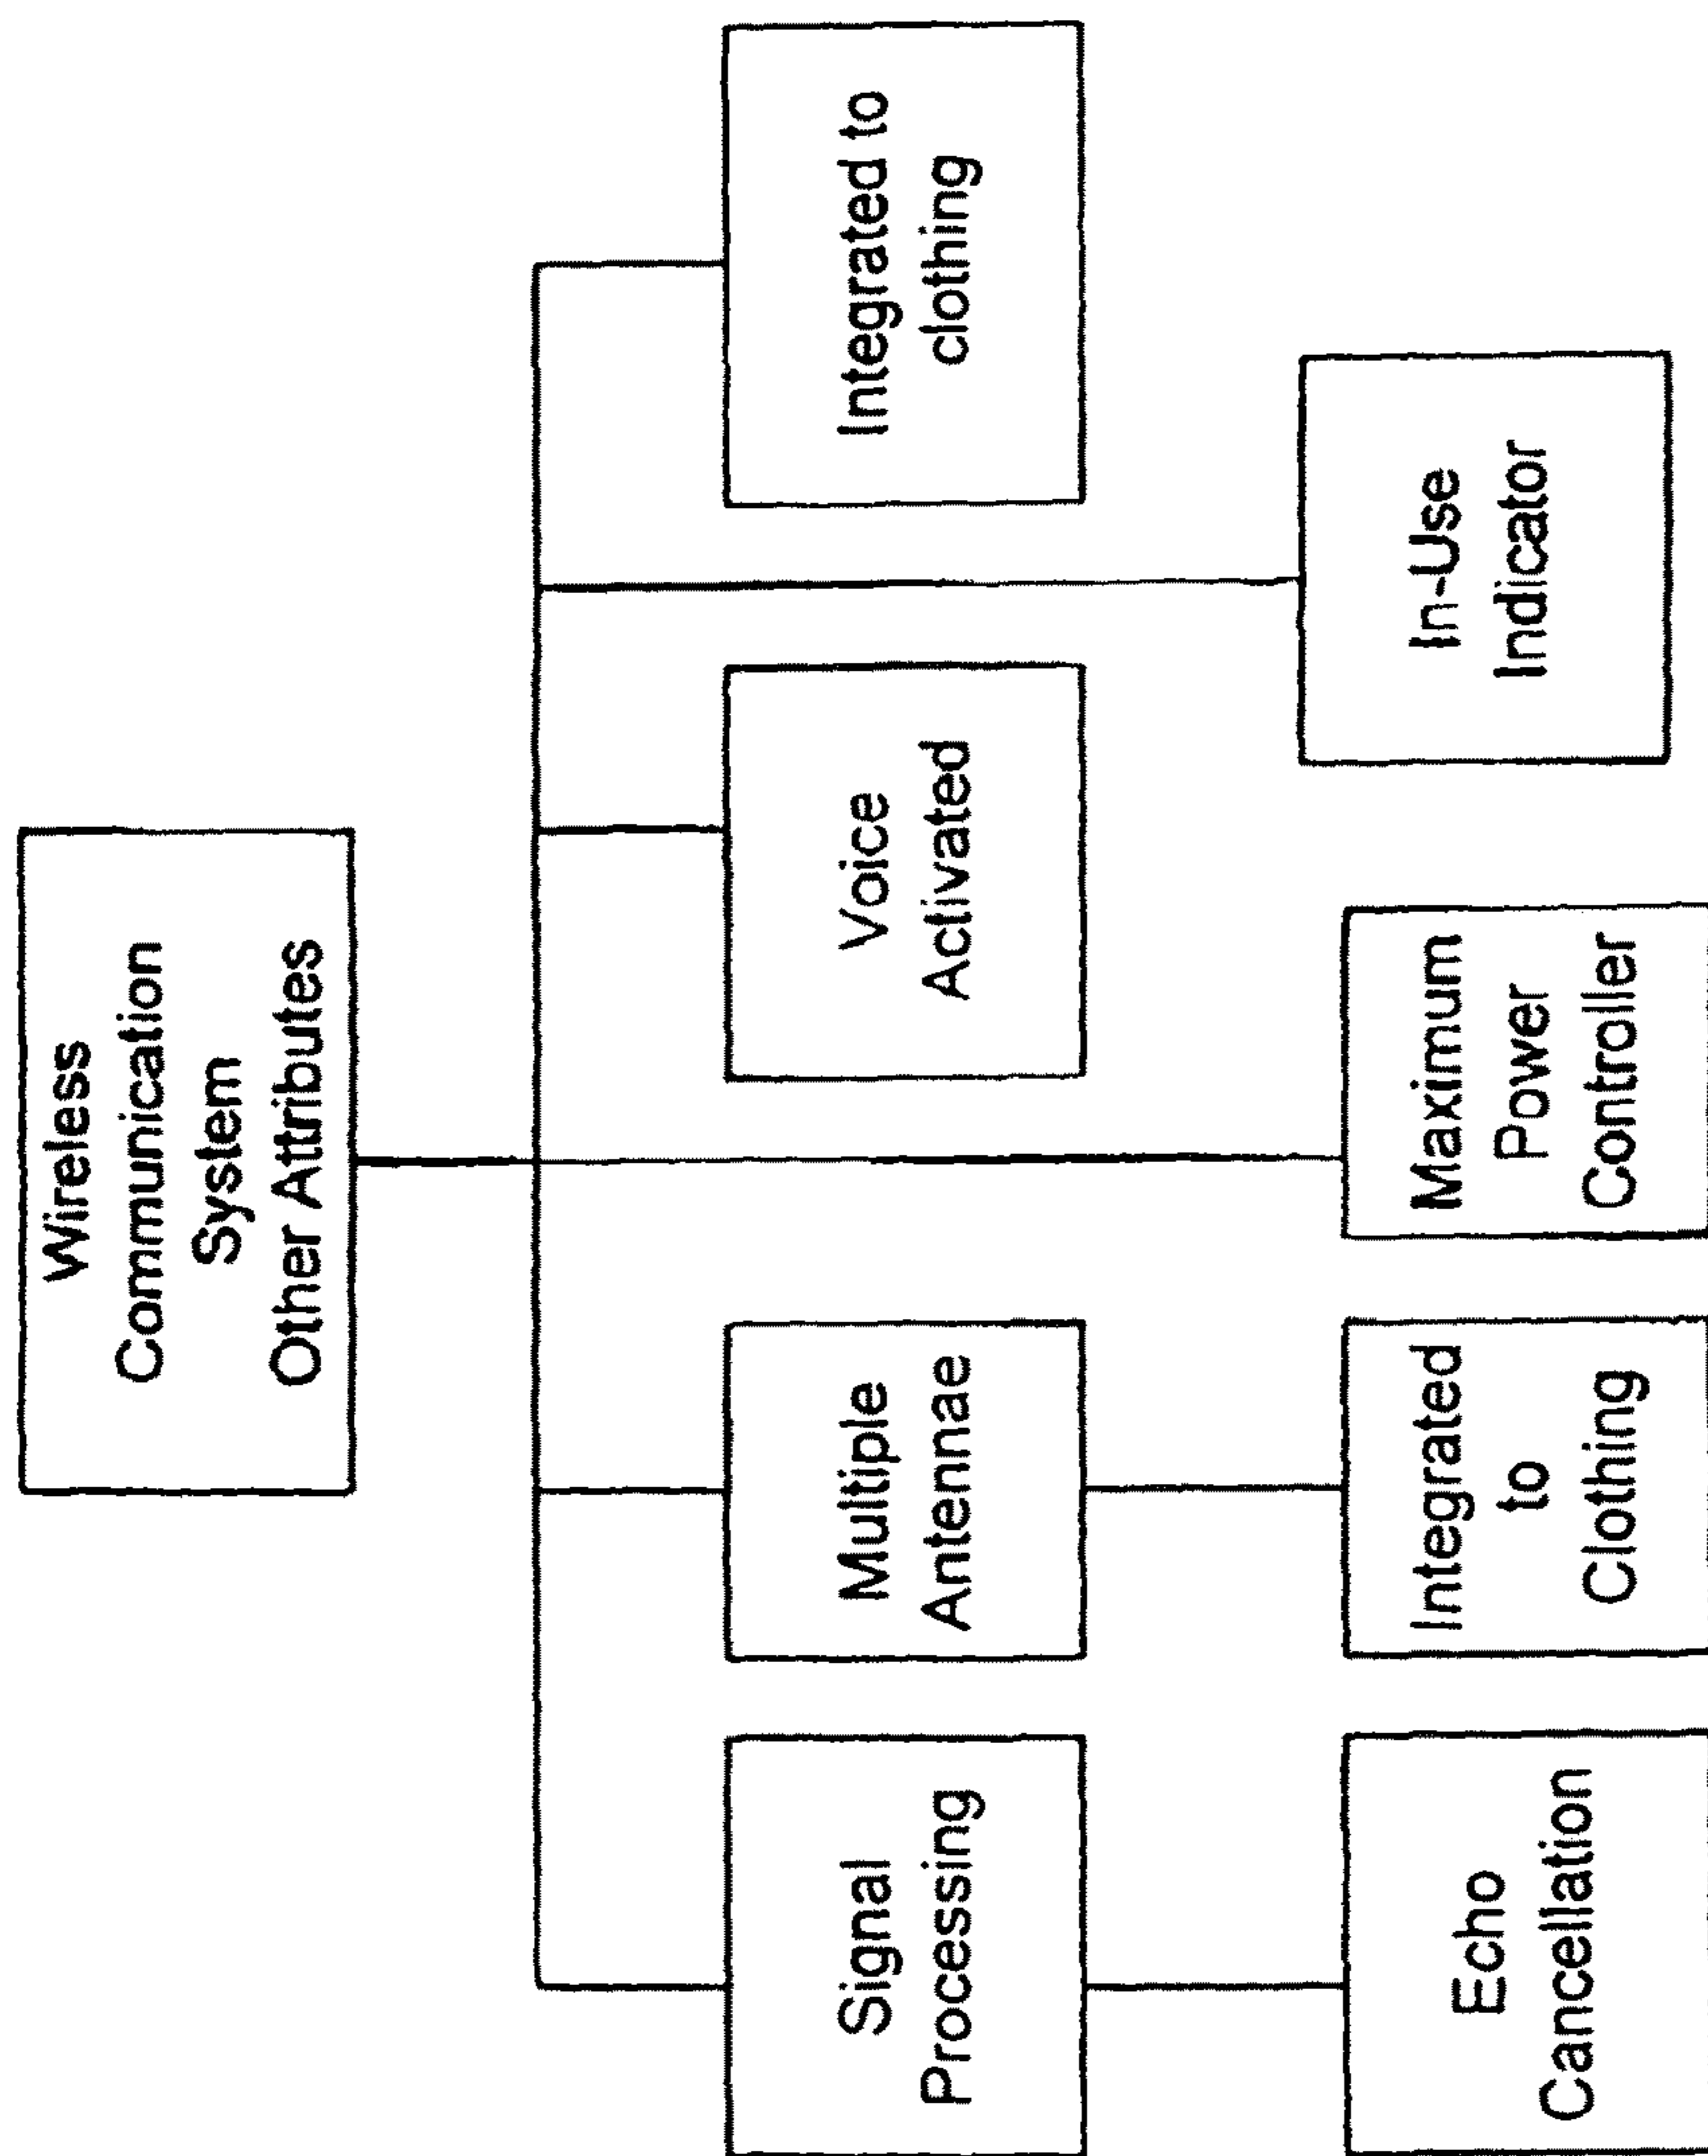 Wireless
Communication
System
Other Attributes
Signal
Processing
Multiple
Antennae
Voice
Activated
Integrated to
clothing
Echo
Cancellation
Integrated
to
Clothing
Maximum
Power
Controller
In-Use
Indicator